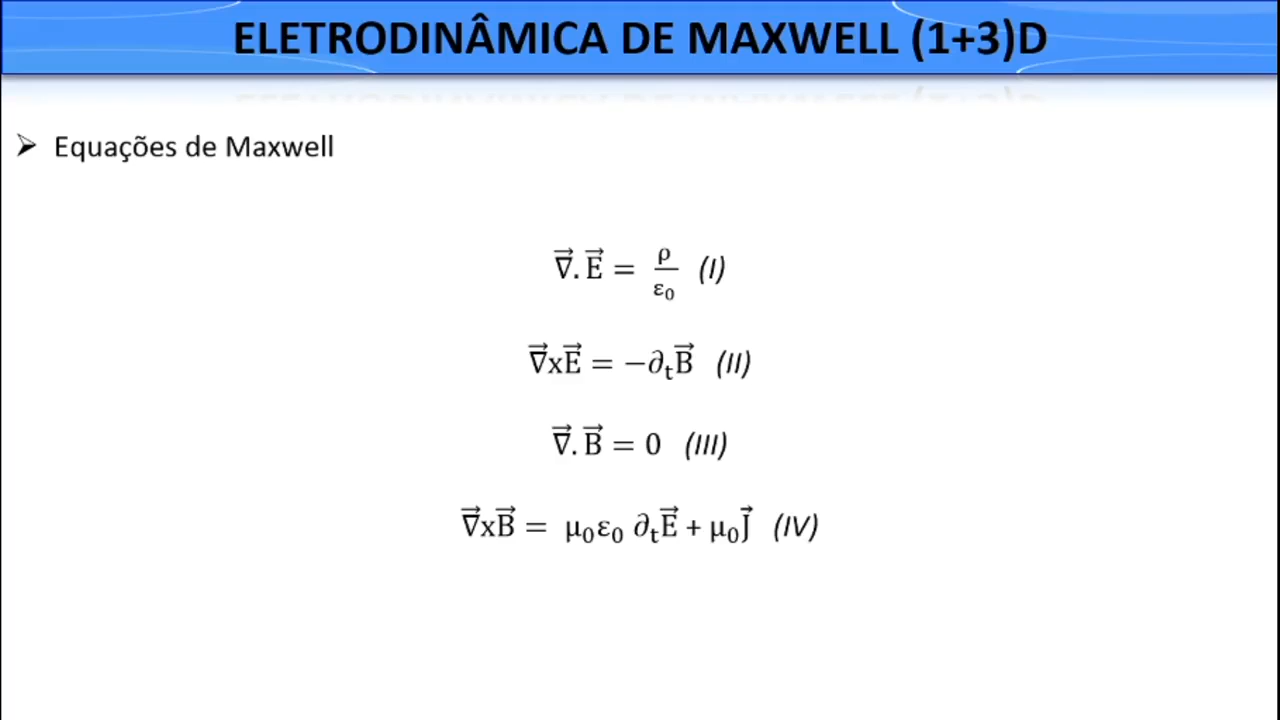 ELETRODINÂMICA DE MAXWELL (1+3)D
➢ Equações de Maxwell
∇⃗.E⃗ = ρ/ε₀ (I)
∇⃗xE⃗ = −∂ₜB⃗ (II)
∇⃗.B⃗ = 0 (III)
∇⃗xB⃗ = μ₀ε₀ ∂ₜE⃗ + μ₀J⃗ (IV)